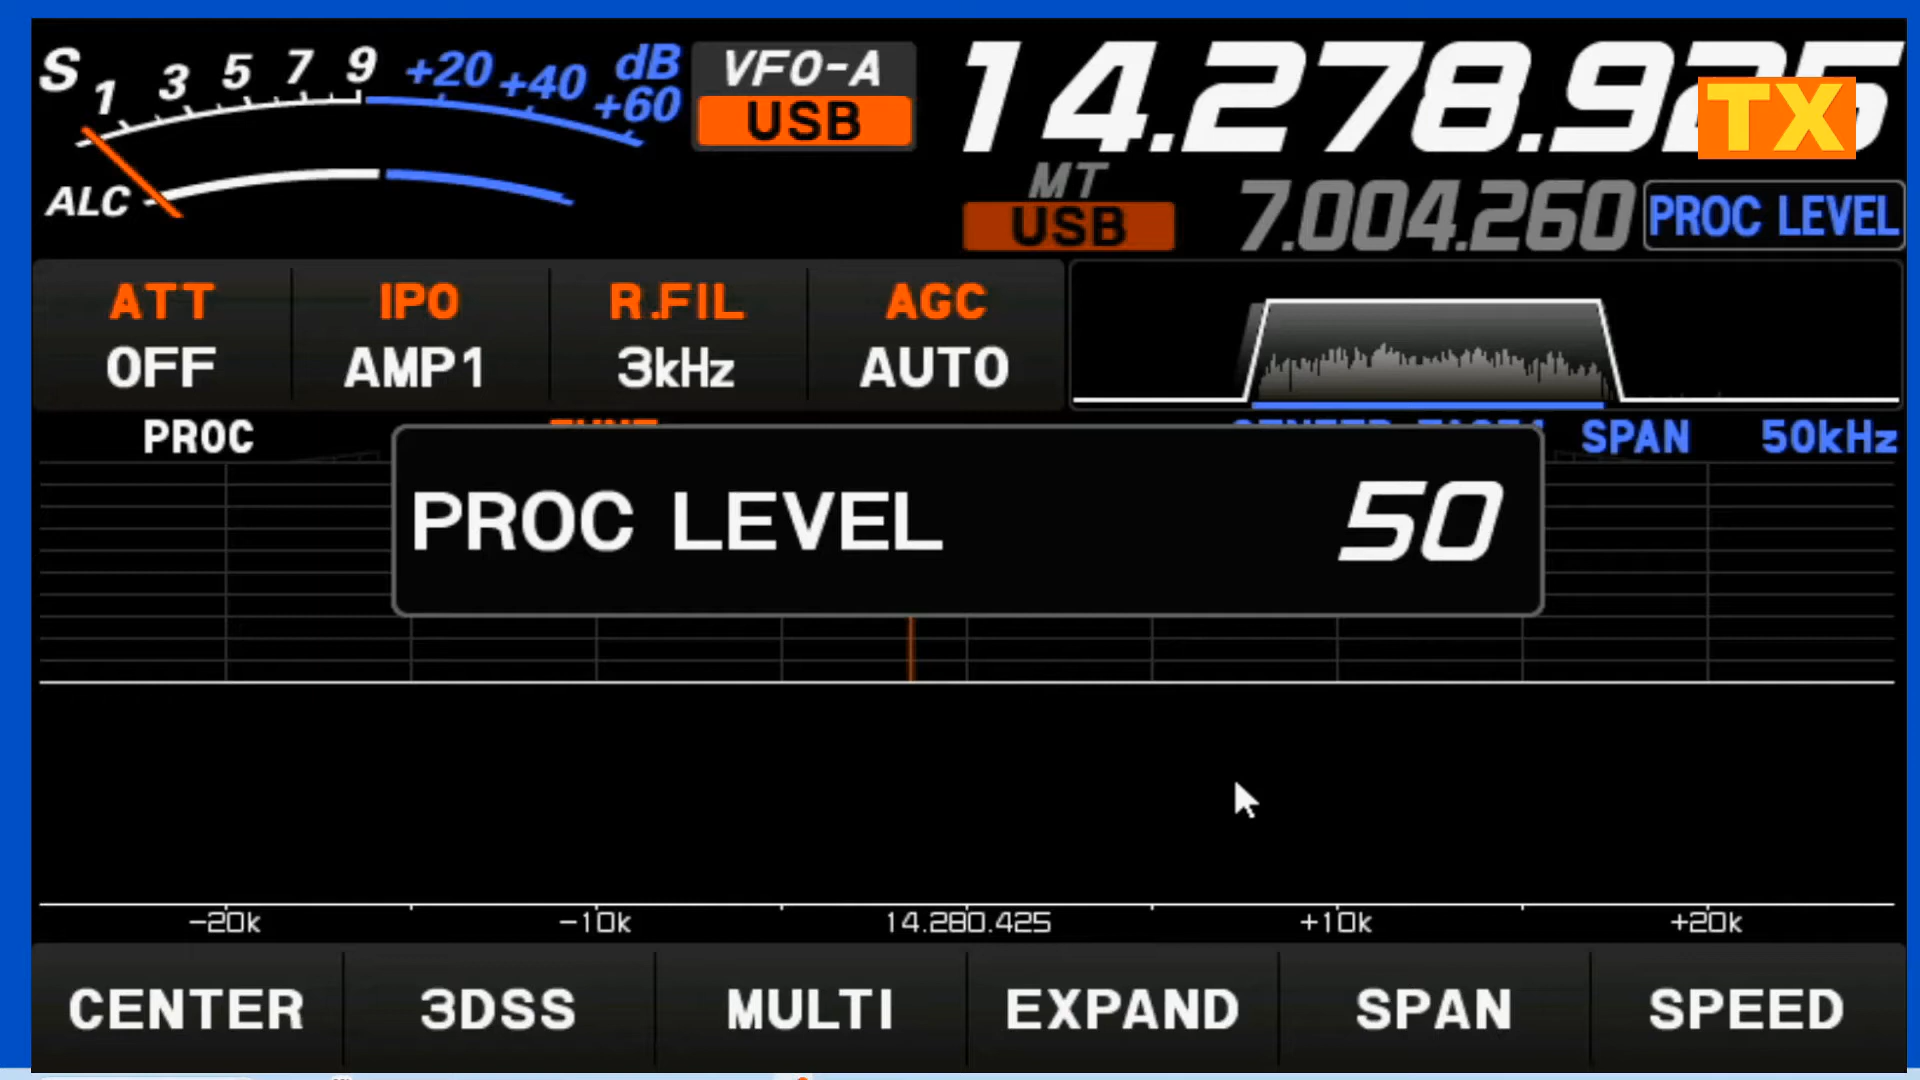 S 1 3 5 7 9 +20 +40 +60 dB
ALC
VFO-A
USB
14.278.925
TX
MT
USB
7.004.260
PROC LEVEL
ATT IPO R.FIL AGC
OFF AMP1 3kHz AUTO
PROC SPAN 50kHz
PROC LEVEL 50
-20k -10k 14.280.425 +10k +20k
CENTER 3DSS MULTI EXPAND SPAN SPEED